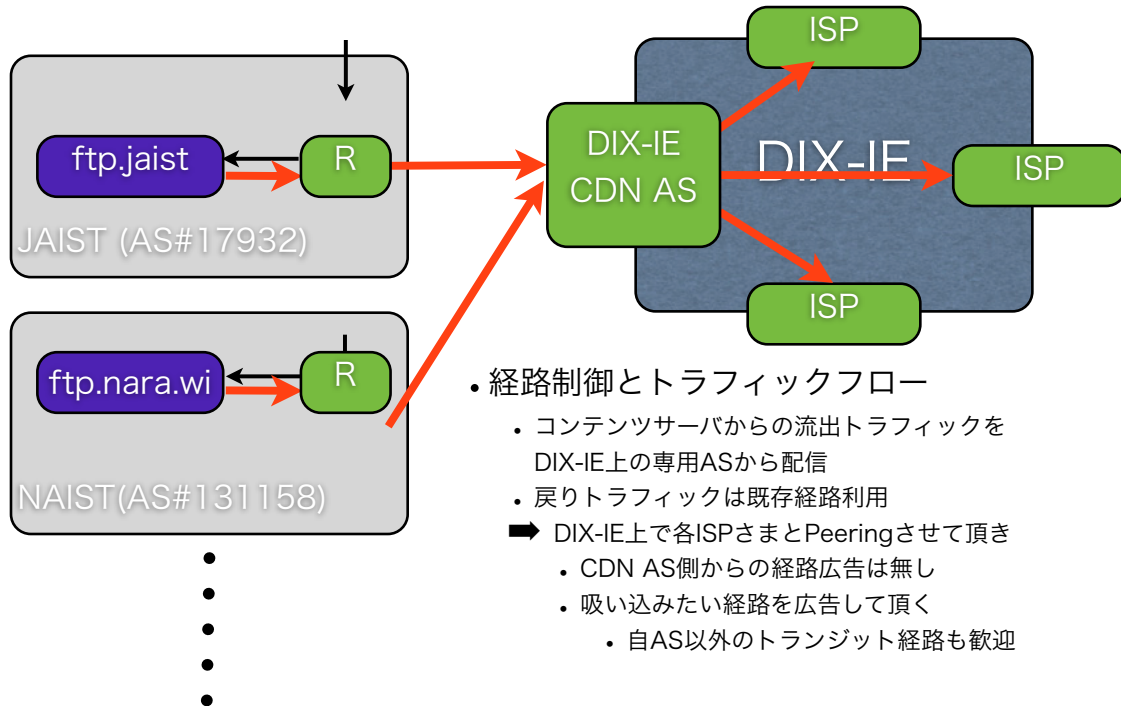 ISP
ftp.jaist
R
JAIST (AS#17932)
DIX-IE
CDN AS
DIX-IE
ISP
ISP
ftp.nara.wi
R
NAIST(AS#131158)
• 経路制御とトラフィックフロー
• コンテンツサーバからの流出トラフィックを
DIX-IE上の専用ASから配信
• 戻りトラフィックは既存経路利用
➡ DIX-IE上で各ISPさまとPeeringさせて頂き
• CDN AS側からの経路広告は無し
• 吸い込みたい経路を広告して頂く
• 自AS以外のトランジット経路も歓迎